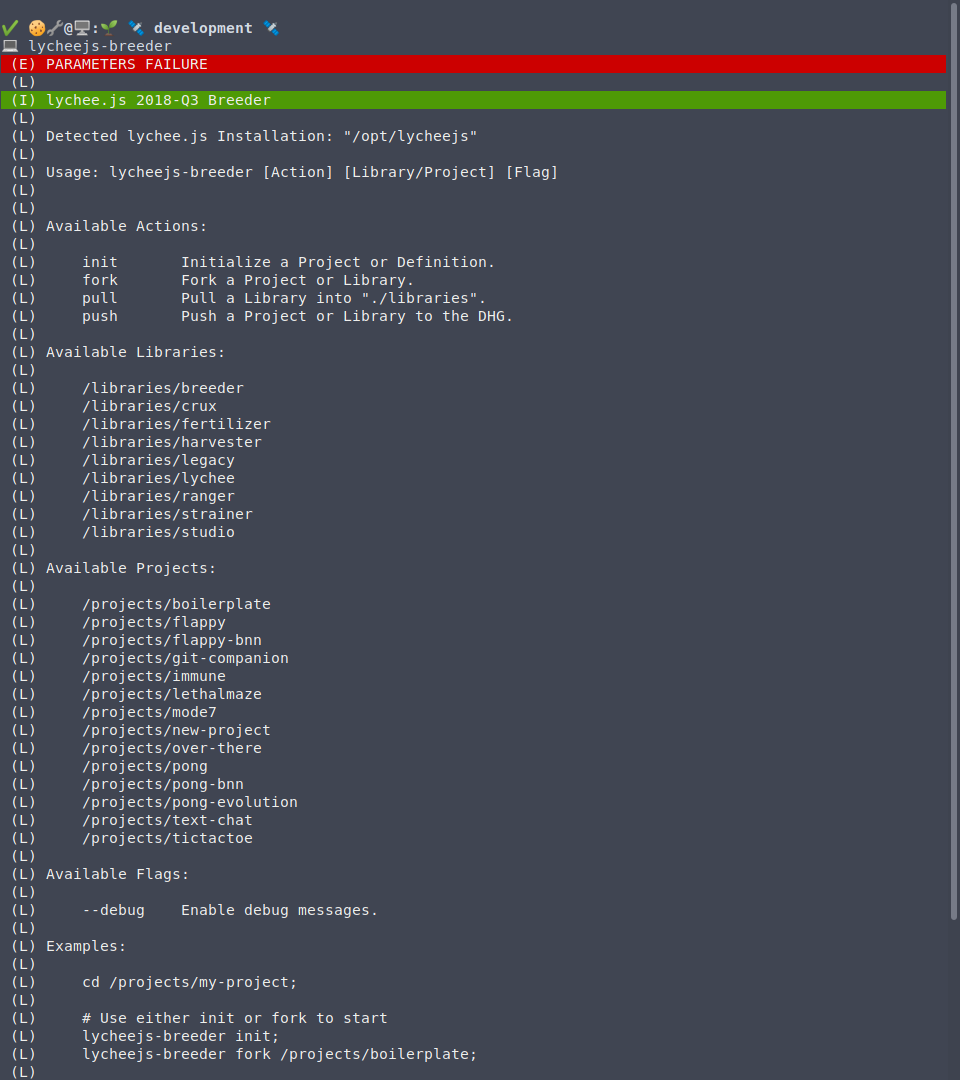 ✔ 🍪🔧@🖥:🌱 🛰 development 🛰
💻 lycheejs-breeder
(E) PARAMETERS FAILURE
(L)
(I) lychee.js 2018-Q3 Breeder
(L)
(L) Detected lychee.js Installation: "/opt/lycheejs"
(L)
(L) Usage: lycheejs-breeder [Action] [Library/Project] [Flag]
(L)
(L)
(L) Available Actions:
(L)
(L)     init       Initialize a Project or Definition.
(L)     fork       Fork a Project or Library.
(L)     pull       Pull a Library into "./libraries".
(L)     push       Push a Project or Library to the DHG.
(L)
(L) Available Libraries:
(L)
(L)     /libraries/breeder
(L)     /libraries/crux
(L)     /libraries/fertilizer
(L)     /libraries/harvester
(L)     /libraries/legacy
(L)     /libraries/lychee
(L)     /libraries/ranger
(L)     /libraries/strainer
(L)     /libraries/studio
(L)
(L) Available Projects:
(L)
(L)     /projects/boilerplate
(L)     /projects/flappy
(L)     /projects/flappy-bnn
(L)     /projects/git-companion
(L)     /projects/immune
(L)     /projects/lethalmaze
(L)     /projects/mode7
(L)     /projects/new-project
(L)     /projects/over-there
(L)     /projects/pong
(L)     /projects/pong-bnn
(L)     /projects/pong-evolution
(L)     /projects/text-chat
(L)     /projects/tictactoe
(L)
(L) Available Flags:
(L)
(L)     --debug    Enable debug messages.
(L)
(L) Examples:
(L)
(L)     cd /projects/my-project;
(L)
(L)     # Use either init or fork to start
(L)     lycheejs-breeder init;
(L)     lycheejs-breeder fork /projects/boilerplate;
(L)